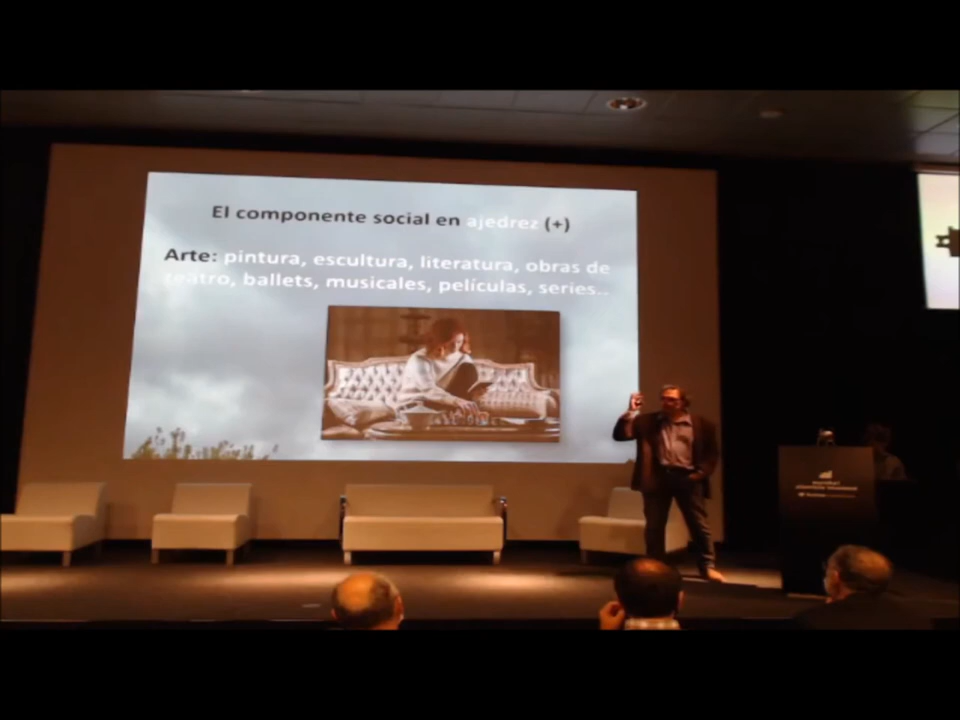 El componente social en ajedrez (+)
Arte: pintura, escultura, literatura, obras de
teatro, ballets, musicales, películas, series..